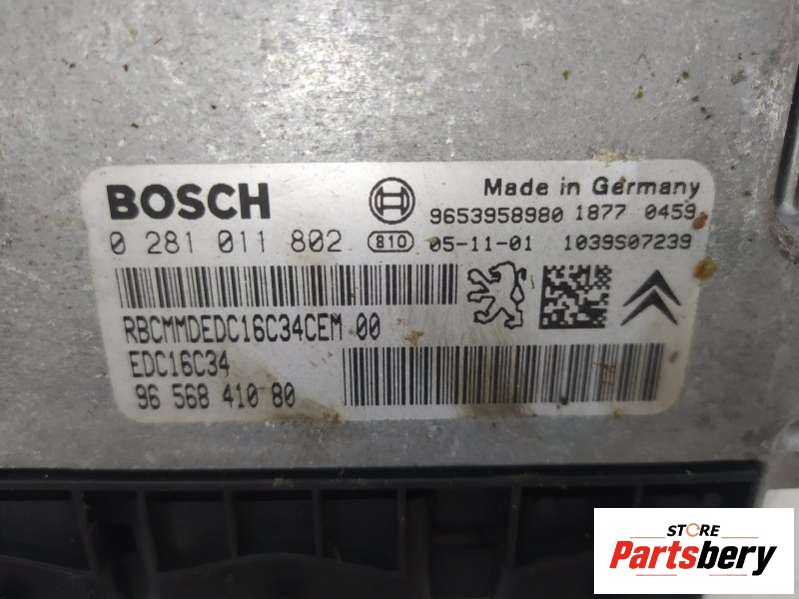 BOSCH
Made in Germany
9653958980 1877 0459
0 281 011 802 810 05-11-01 1039S07239
RBCMMDEDC16C34CEM 00
EDC16C34
96 568 410 80
STORE
Partsbery